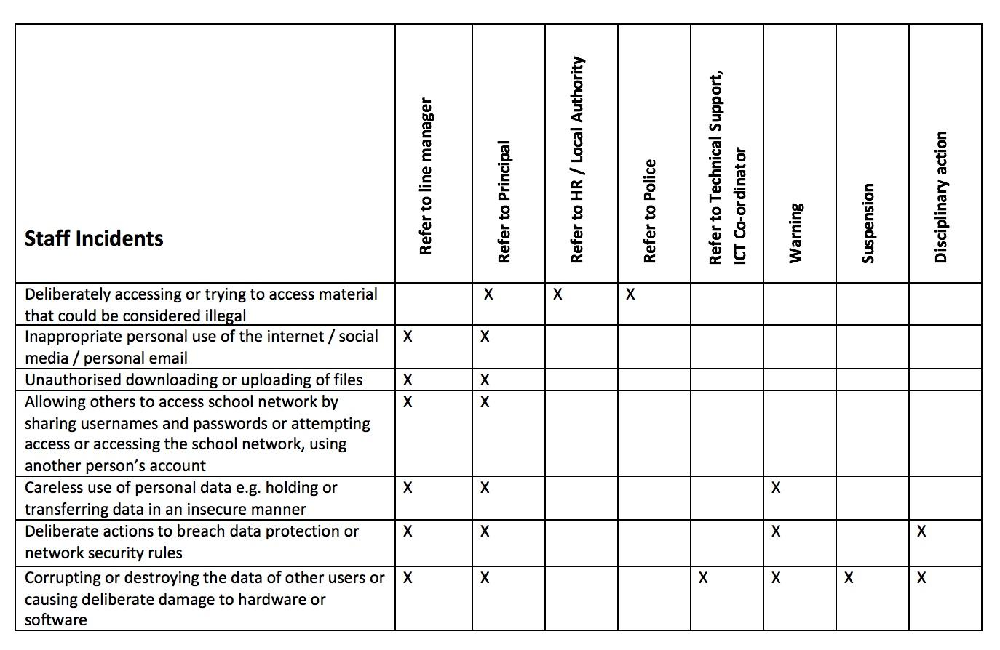 Staff Incidents
Refer to line manager
Refer to Principal
Refer to HR / Local Authority
Refer to Police
Refer to Technical Support,
ICT Co-ordinator
Warning
Suspension
Disciplinary action
Deliberately accessing or trying to access material X X X
that could be considered illegal
Inappropriate personal use of the internet / social X X
media / personal email
Unauthorised downloading or uploading of files X X
Allowing others to access school network by X X
sharing usernames and passwords or attempting
access or accessing the school network, using
another person’s account
Careless use of personal data e.g. holding or X X X
transferring data in an insecure manner
Deliberate actions to breach data protection or X X X X
network security rules
Corrupting or destroying the data of other users or X X X X X X
causing deliberate damage to hardware or
software